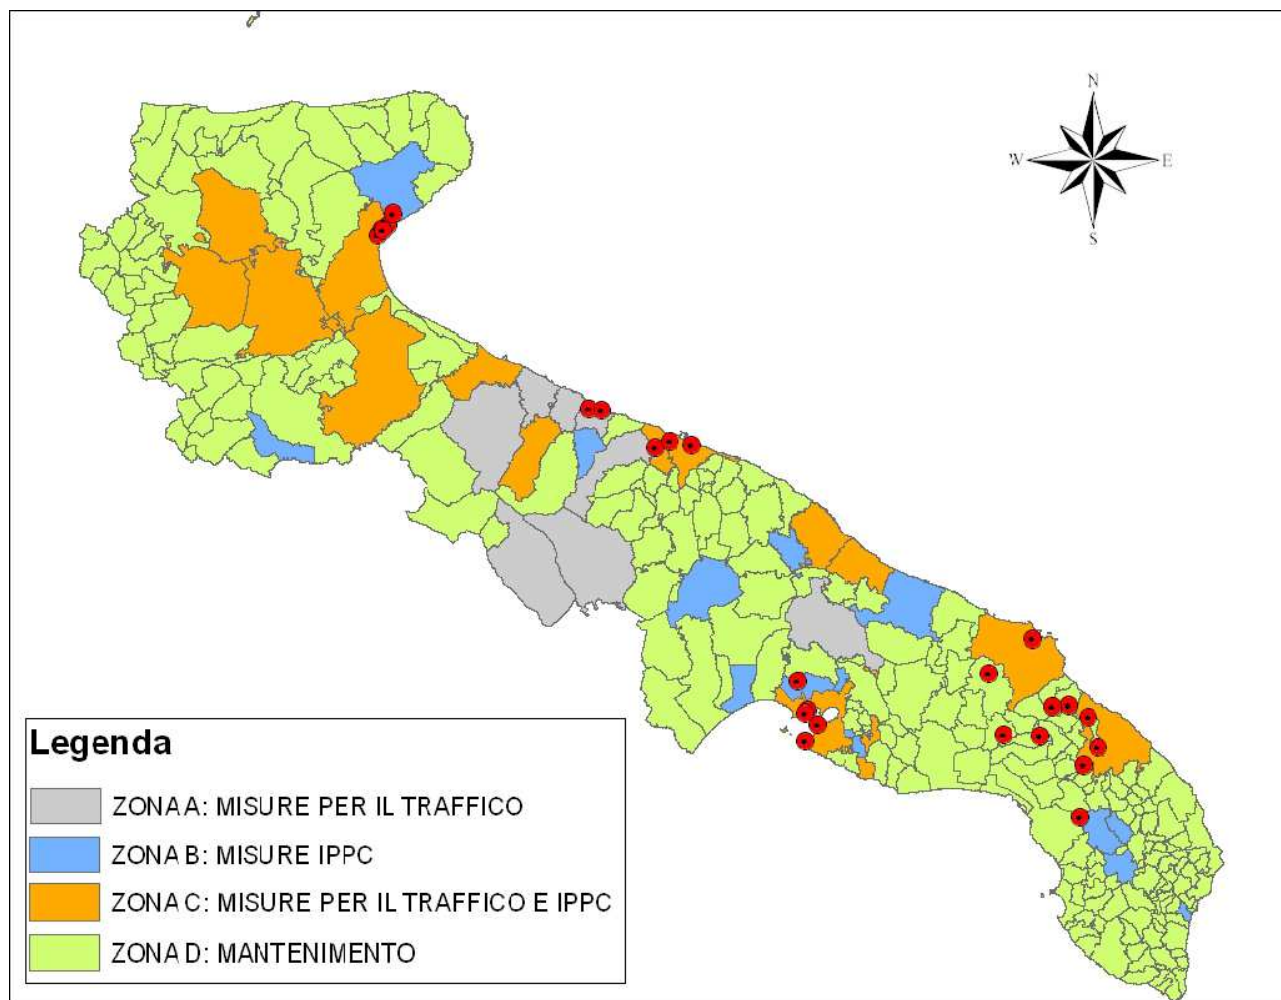 N
W E
S
Legenda
ZONA A: MISURE PER IL TRAFFICO
ZONA B: MISURE IPPC
ZONA C: MISURE PER IL TRAFFICO E IPPC
ZONA D: MANTENIMENTO